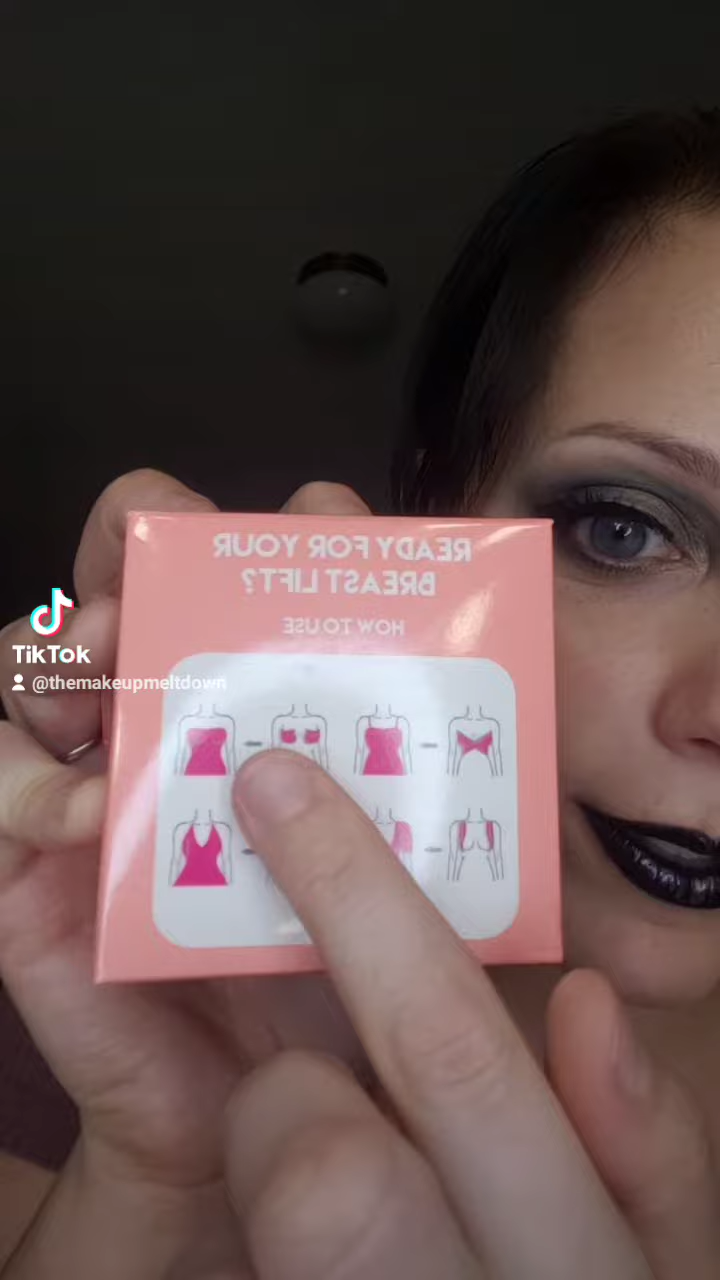 READY FOR YOUR
BREAST LIFT?
HOW TO USE
TikTok
@themakeupmeltdown